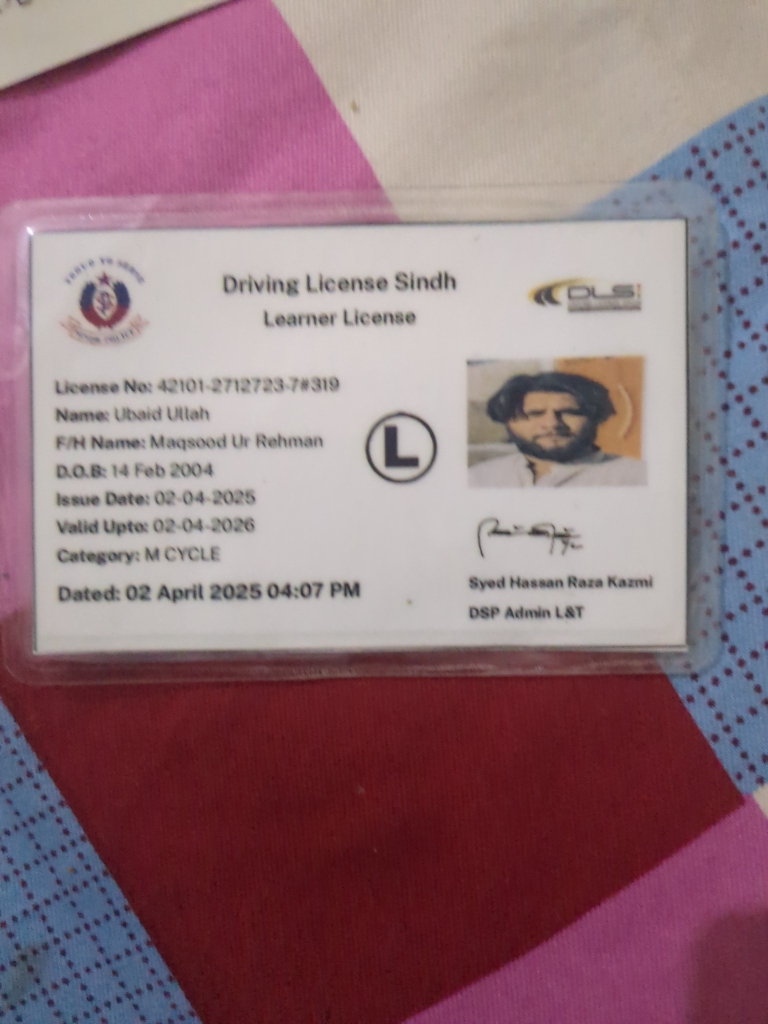 Driving License Sindh
Learner License
DLS
License No: 42101-2712723-7#319
Name: Ubaid Ullah
F/H Name: Maqsood Ur Rehman
D.O.B: 14 Feb 2004
Issue Date: 02-04-2025
Valid Upto: 02-04-2026
Category: M CYCLE
Dated: 02 April 2025 04:07 PM
L
Syed Hassan Raza Kazmi
DSP Admin L&T